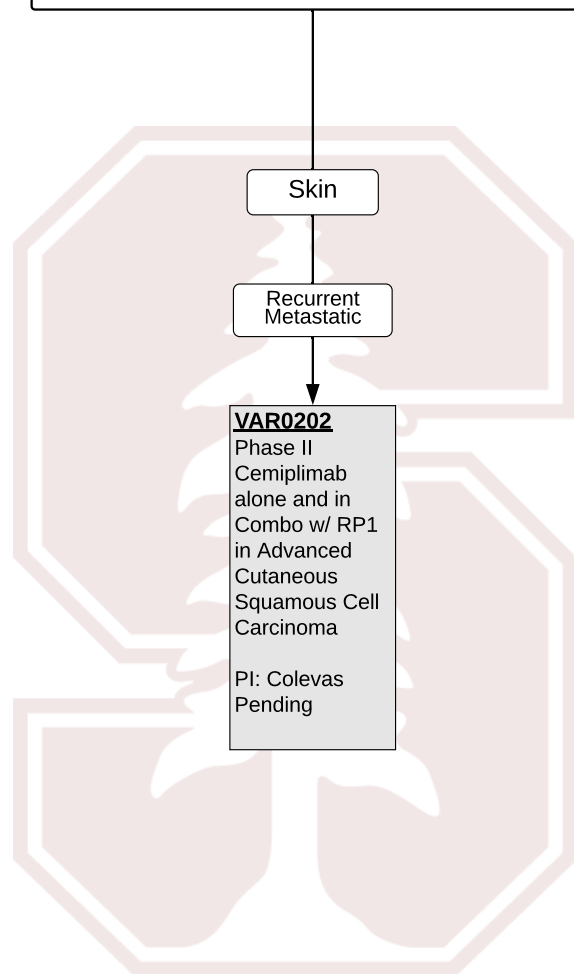 Skin
Recurrent
Metastatic
VAR0202
Phase II
Cemiplimab
alone and in
Combo w/ RP1
in Advanced
Cutaneous
Squamous Cell
Carcinoma
PI: Colevas
Pending